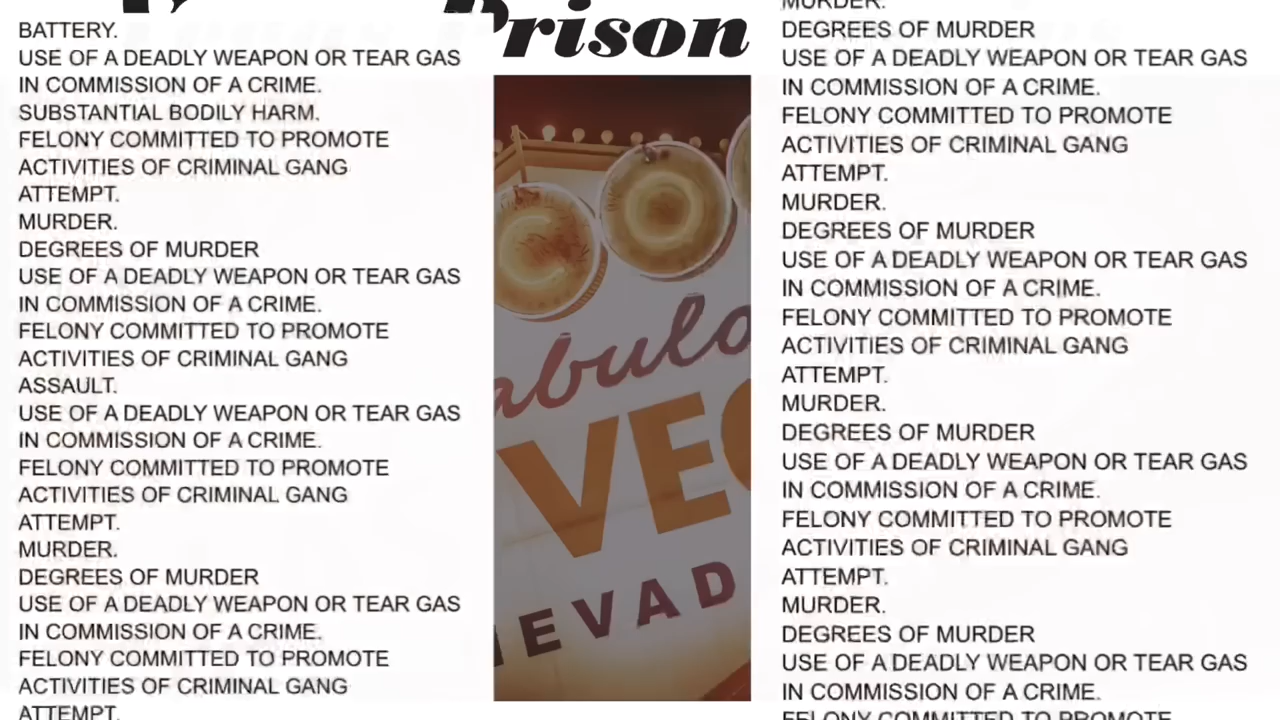 Prison
BATTERY.
USE OF A DEADLY WEAPON OR TEAR GAS
IN COMMISSION OF A CRIME.
SUBSTANTIAL BODILY HARM.
FELONY COMMITTED TO PROMOTE
ACTIVITIES OF CRIMINAL GANG
ATTEMPT.
MURDER.
DEGREES OF MURDER
USE OF A DEADLY WEAPON OR TEAR GAS
IN COMMISSION OF A CRIME.
FELONY COMMITTED TO PROMOTE
ACTIVITIES OF CRIMINAL GANG
ASSAULT.
USE OF A DEADLY WEAPON OR TEAR GAS
IN COMMISSION OF A CRIME.
FELONY COMMITTED TO PROMOTE
ACTIVITIES OF CRIMINAL GANG
ATTEMPT.
MURDER.
DEGREES OF MURDER
USE OF A DEADLY WEAPON OR TEAR GAS
IN COMMISSION OF A CRIME.
FELONY COMMITTED TO PROMOTE
ACTIVITIES OF CRIMINAL GANG
ATTEMPT.
abulo
VEG
EVAD
MURDER.
DEGREES OF MURDER
USE OF A DEADLY WEAPON OR TEAR GAS
IN COMMISSION OF A CRIME.
FELONY COMMITTED TO PROMOTE
ACTIVITIES OF CRIMINAL GANG
ATTEMPT.
MURDER.
DEGREES OF MURDER
USE OF A DEADLY WEAPON OR TEAR GAS
IN COMMISSION OF A CRIME.
FELONY COMMITTED TO PROMOTE
ACTIVITIES OF CRIMINAL GANG
ATTEMPT.
MURDER.
DEGREES OF MURDER
USE OF A DEADLY WEAPON OR TEAR GAS
IN COMMISSION OF A CRIME.
FELONY COMMITTED TO PROMOTE
ACTIVITIES OF CRIMINAL GANG
ATTEMPT.
MURDER.
DEGREES OF MURDER
USE OF A DEADLY WEAPON OR TEAR GAS
IN COMMISSION OF A CRIME.
FELONY COMMITTED TO PROMOTE